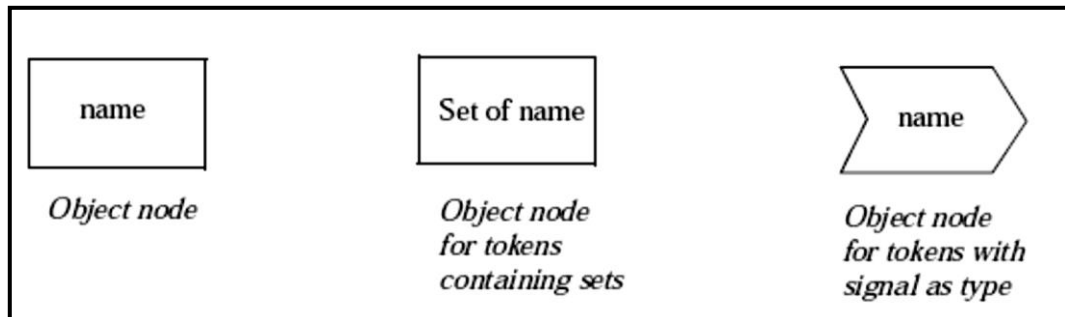 name
Set of name
name
Object node
Object node
for tokens
containing sets
Object node
for tokens with
signal as type